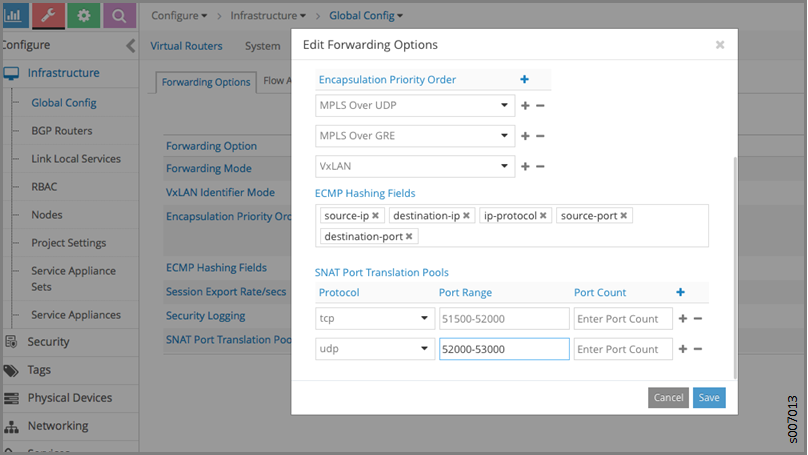 Configure Infrastructure Global Config
Configure
Virtual Routers System
Infrastructure
Global Config
BGP Routers
Link Local Services
RBAC
Nodes
Project Settings
Service Appliance
Sets
Service Appliances
Security
Tags
Physical Devices
Networking
Services
Forwarding Options Flow A
Forwarding Option
Forwarding Mode
VxLAN Identifier Mode
Encapsulation Priority Ord
ECMP Hashing Fields
Session Export Rate/secs
Security Logging
SNAT Port Translation Poo
Edit Forwarding Options
Encapsulation Priority Order
MPLS Over UDP
MPLS Over GRE
VxLAN
ECMP Hashing Fields
source-ip destination-ip ip-protocol source-port
destination-port
SNAT Port Translation Pools
Protocol Port Range Port Count
tcp 51500-52000 Enter Port Count
udp 52000-53000 Enter Port Count
Cancel Save
s007013